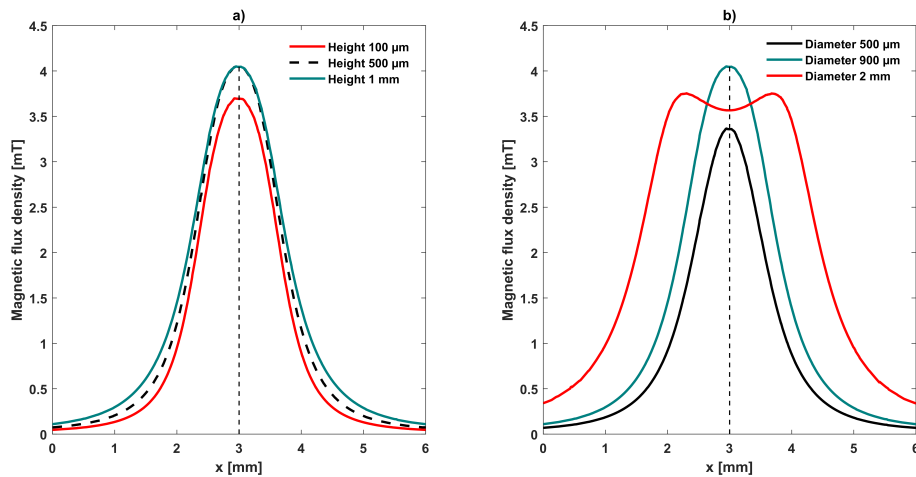 a)
Magnetic flux density [mT]
4.5
4
3.5
3
2.5
2
1.5
1
0.5
0
Height 100 μm
Height 500 μm
Height 1 mm
0 1 2 3 4 5 6
x [mm]
b)
Magnetic flux density [mT]
4.5
4
3.5
3
2.5
2
1.5
1
0.5
0
Diameter 500 μm
Diameter 900 μm
Diameter 2 mm
0 1 2 3 4 5 6
x [mm]